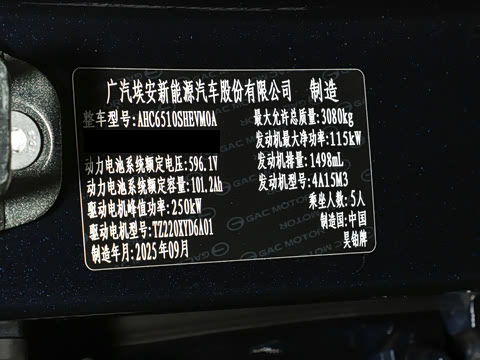 广汽埃安新能源汽车股份有限公司 制造
整车型号:AHC6510SHEVM0A
最大允许总质量:3080kg
发动机最大净功率:115kW
动力电池系统额定电压:596.1V
发动机排量:1498mL
动力电池系统额定容量:101.2Ah
发动机型号:4A15M3
驱动电机峰值功率:250kW
乘坐人数:5人
驱动电机型号:TZ220XYD6A01
制造国:中国
制造年月:2025年09月
昊铂牌
GAC MOTOR